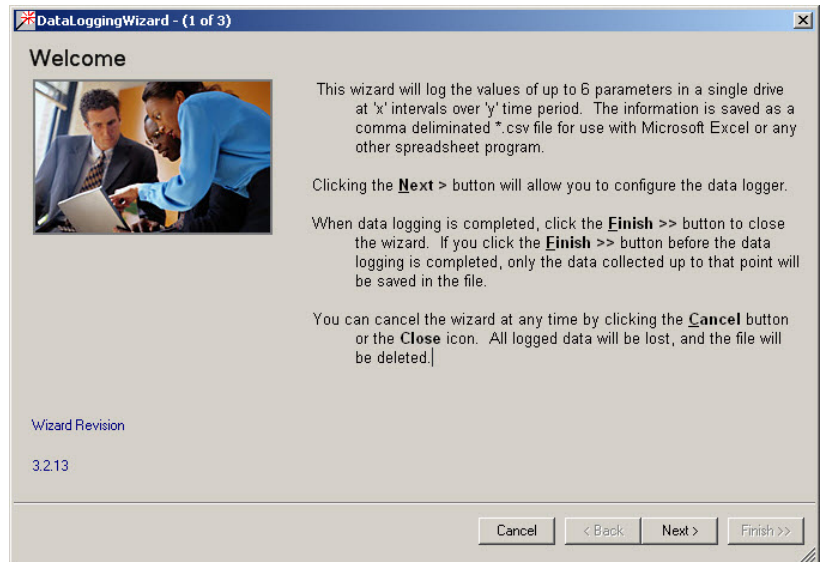 DataLoggingWizard - (1 of 3)
Welcome
This wizard will log the values of up to 6 parameters in a single drive
at 'x' intervals over 'y' time period. The information is saved as a
comma deliminated *.csv file for use with Microsoft Excel or any
other spreadsheet program.
Clicking the Next > button will allow you to configure the data logger.
When data logging is completed, click the Finish >> button to close
the wizard. If you click the Finish >> button before the data
logging is completed, only the data collected up to that point will
be saved in the file.
You can cancel the wizard at any time by clicking the Cancel button
or the Close icon. All logged data will be lost, and the file will
be deleted.
Wizard Revision
3.2.13
Cancel < Back Next > Finish >>